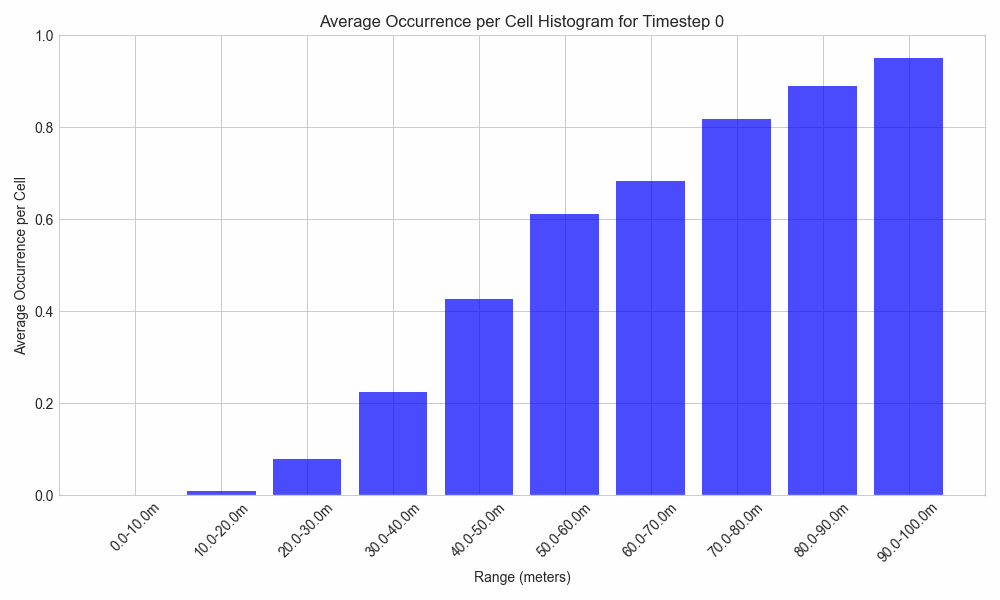 Average Occurrence per Cell Histogram for Timestep 0
Average Occurrence per Cell
1.0
0.8
0.6
0.4
0.2
0.0
0.0-10.0m
10.0-20.0m
20.0-30.0m
30.0-40.0m
40.0-50.0m
50.0-60.0m
60.0-70.0m
70.0-80.0m
80.0-90.0m
90.0-100.0m
Range (meters)